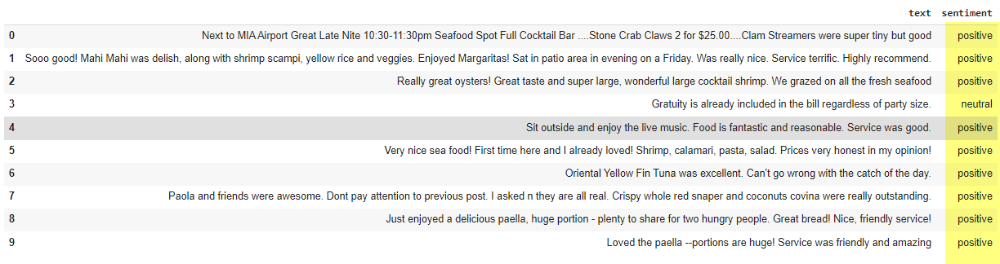 text sentiment
0 Next to MIA Airport Great Late Nite 10:30-11:30pm Seafood Spot Full Cocktail Bar ....Stone Crab Claws 2 for $25.00....Clam Streamers were super tiny but good positive
1 Sooo good! Mahi Mahi was delish, along with shrimp scampi, yellow rice and veggies. Enjoyed Margaritas! Sat in patio area in evening on a Friday. Was really nice. Service terrific. Highly recommend. positive
2 Really great oysters! Great taste and super large, wonderful large cocktail shrimp. We grazed on all the fresh seafood positive
3 Gratuity is already included in the bill regardless of party size. neutral
4 Sit outside and enjoy the live music. Food is fantastic and reasonable. Service was good. positive
5 Very nice sea food! First time here and I already loved! Shrimp, calamari, pasta, salad. Prices very honest in my opinion! positive
6 Oriental Yellow Fin Tuna was excellent. Can't go wrong with the catch of the day. positive
7 Paola and friends were awesome. Dont pay attention to previous post. I asked n they are all real. Crispy whole red snaper and coconuts covina were really outstanding. positive
8 Just enjoyed a delicious paella, huge portion - plenty to share for two hungry people. Great bread! Nice, friendly service! positive
9 Loved the paella --portions are huge! Service was friendly and amazing positive